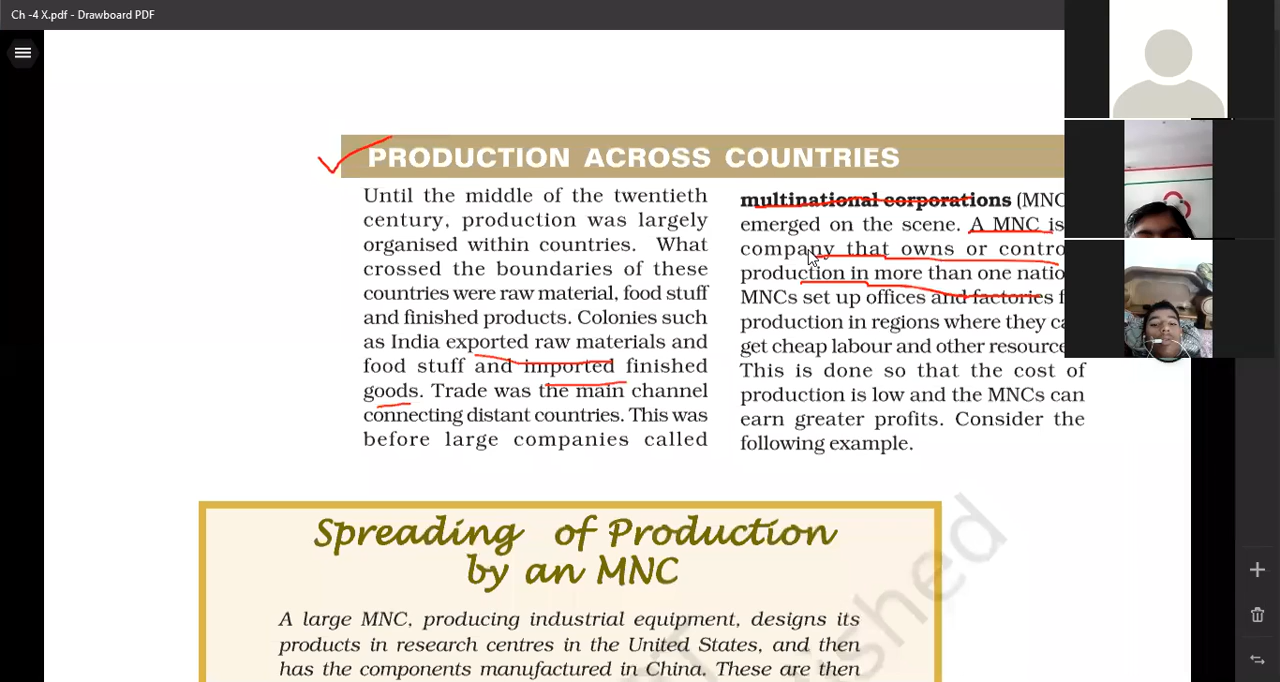 Ch -4 X.pdf - Drawboard PDF
PRODUCTION ACROSS COUNTRIES
Until the middle of the twentieth
century, production was largely
organised within countries. What
crossed the boundaries of these
countries were raw material, food stuff
and finished products. Colonies such
as India exported raw materials and
food stuff and imported finished
goods. Trade was the main channel
connecting distant countries. This was
before large companies called
multinational corporations (MNC
emerged on the scene. A MNC is
company that owns or contro
production in more than one natio
MNCs set up offices and factories f
production in regions where they ca
get cheap labour and other resource
This is done so that the cost of
production is low and the MNCs can
earn greater profits. Consider the
following example.
Spreading of Production
by an MNC
A large MNC, producing industrial equipment, designs its
products in research centres in the United States, and then
has the components manufactured in China. These are then
shed